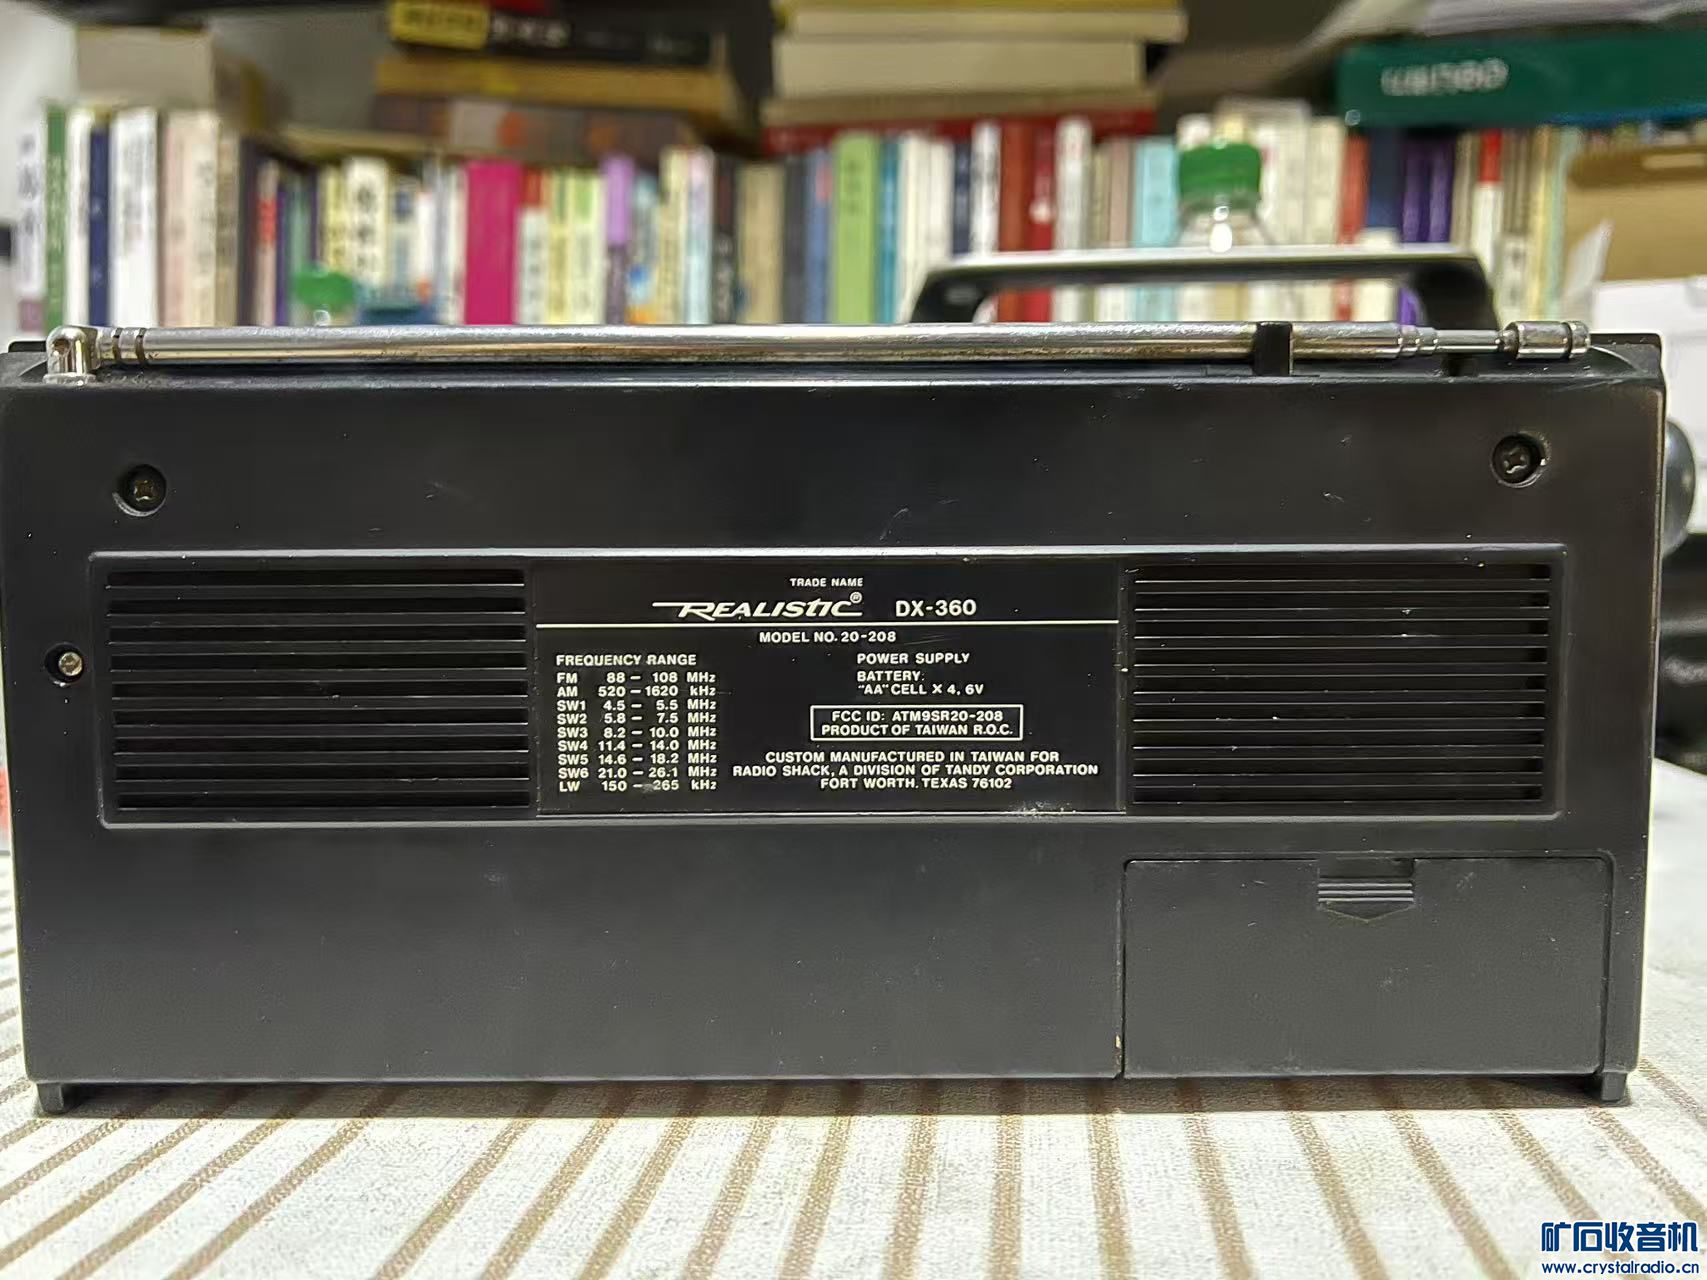 TRADE NAME
REALISTIC® DX-360
MODEL NO. 20-208
FREQUENCY RANGE
FM 88 – 108 MHz
AM 520 – 1620 kHz
SW1 4.5 – 5.5 MHz
SW2 5.8 – 7.5 MHz
SW3 8.2 – 10.0 MHz
SW4 11.4 – 14.0 MHz
SW5 14.6 – 18.2 MHz
SW6 21.0 – 26.1 MHz
LW 150 – 265 kHz
POWER SUPPLY
BATTERY:
"AA" CELL X 4, 6V
FCC ID: ATM9SR20-208
PRODUCT OF TAIWAN R.O.C.
CUSTOM MANUFACTURED IN TAIWAN FOR
RADIO SHACK, A DIVISION OF TANDY CORPORATION
FORT WORTH, TEXAS 76102
矿石收音机
www.crystalradio.cn